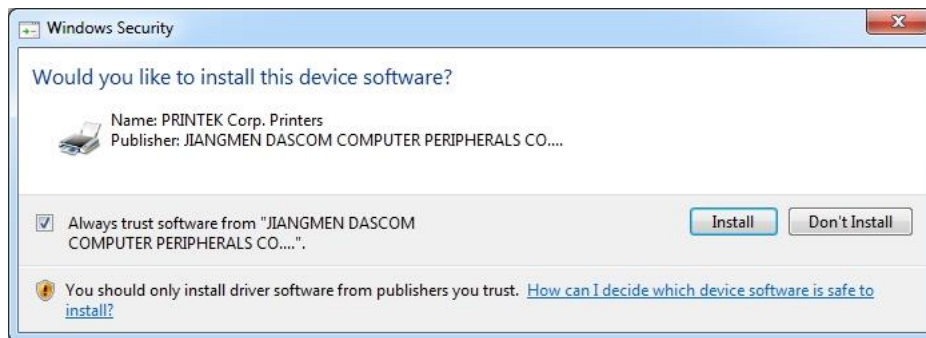 Windows Security
Would you like to install this device software?
Name: PRINTEK Corp. Printers
Publisher: JIANGMEN DASCOM COMPUTER PERIPHERALS CO....
Always trust software from "JIANGMEN DASCOM
COMPUTER PERIPHERALS CO....".
Install
Don't Install
You should only install driver software from publishers you trust. How can I decide which device software is safe to
install?